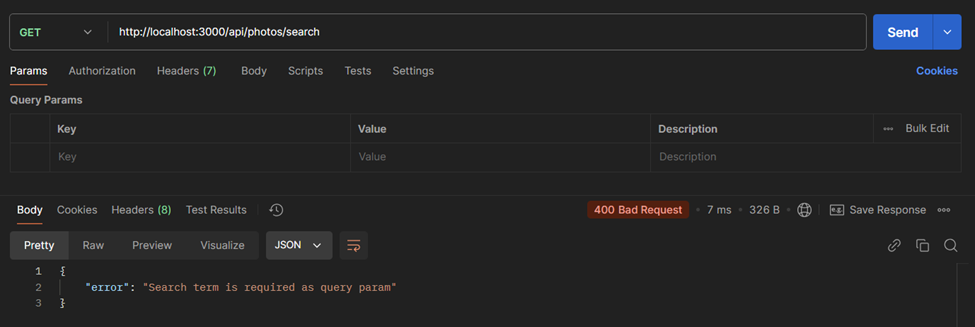 GET http://localhost:3000/api/photos/search Send
Params Authorization Headers (7) Body Scripts Tests Settings Cookies
Query Params
Key Value Description Bulk Edit
Key Value Description
Body Cookies Headers (8) Test Results 400 Bad Request • 7 ms • 326 B • e.g. Save Response
Pretty Raw Preview Visualize JSON
1 {
2 "error": "Search term is required as query param"
3 }